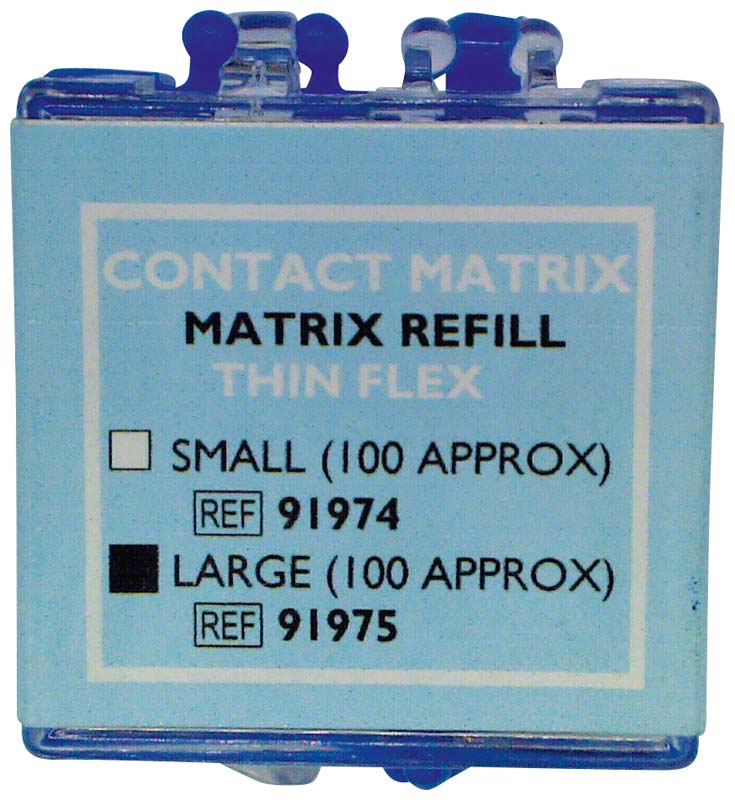 CONTACT MATRIX
MATRIX REFILL
THIN FLEX
SMALL (100 APPROX)
REF 91974
LARGE (100 APPROX)
REF 91975